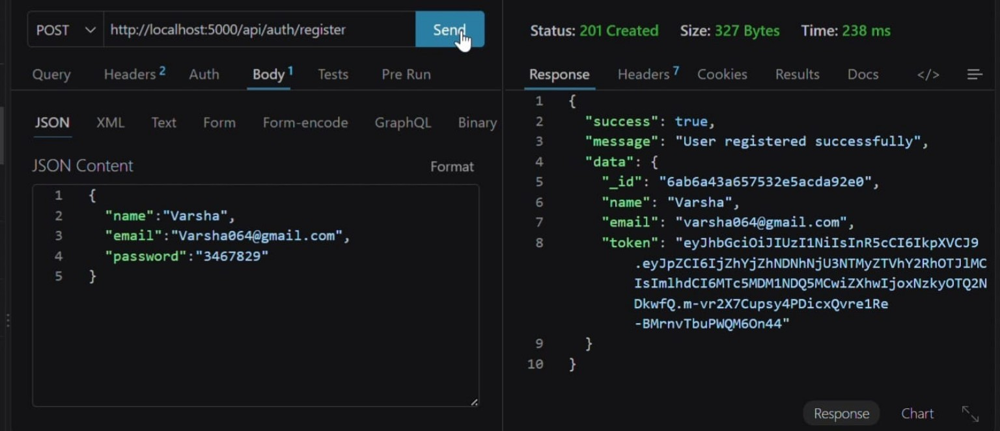 POST http://localhost:5000/api/auth/register Send
Query Headers 2 Auth Body 1 Tests Pre Run
JSON XML Text Form Form-encode GraphQL Binary
JSON Content Format
1 {
2 "name":"Varsha",
3 "email":"Varsha064@gmail.com",
4 "password":"3467829"
5 }
Status: 201 Created Size: 327 Bytes Time: 238 ms
Response Headers 7 Cookies Results Docs </>
1 {
2 "success": true,
3 "message": "User registered successfully",
4 "data": {
5 "_id": "6ab6a43a657532e5acda92e0",
6 "name": "Varsha",
7 "email": "varsha064@gmail.com",
8 "token": "eyJhbGciOiJIUzI1NiIsInR5cCI6IkpXVCJ9
.eyJpZCI6IjZhYjZhNDNhNjU3NTMyZTVhY2RhOTJlMC
IsImlhdCI6MTc5MDM1NDQ5MCwiZXhwIjoxNzkyOTQ2N
DkwfQ.m-vr2X7Cupsy4PDicxQvre1Re
-BMrnvTbuPWQM6On44"
9 }
10 }
Response Chart